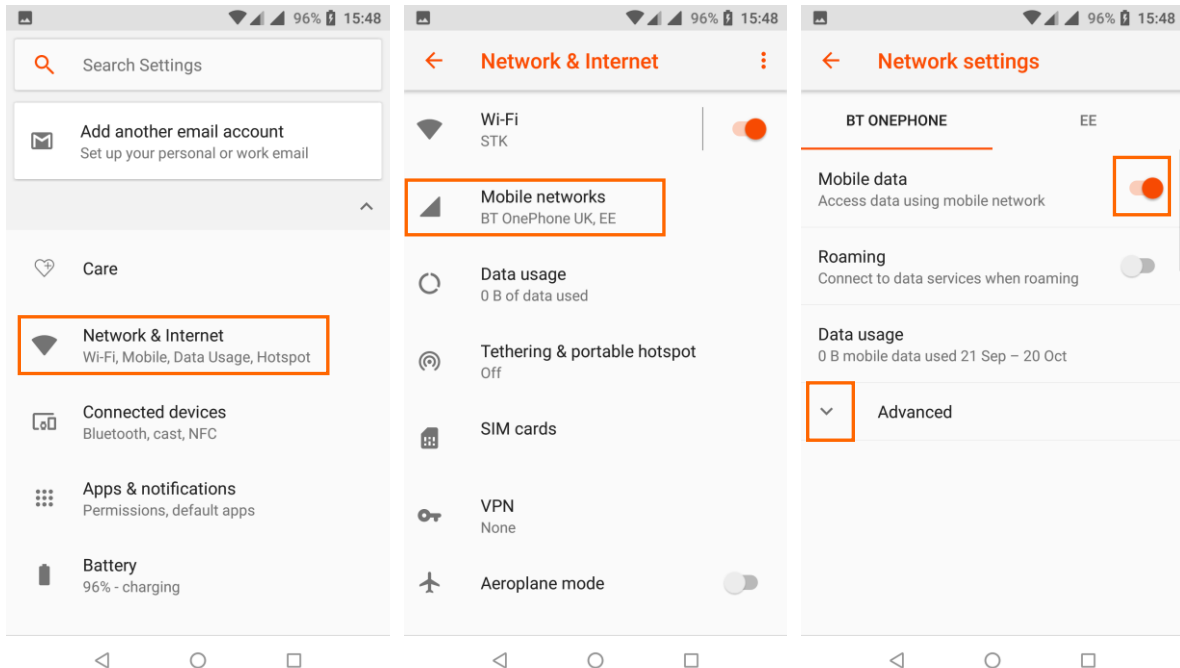 96% 15:48
Search Settings
Add another email account
Set up your personal or work email
Care
Network & Internet
Wi-Fi, Mobile, Data Usage, Hotspot
Connected devices
Bluetooth, cast, NFC
Apps & notifications
Permissions, default apps
Battery
96% - charging
96% 15:48
Network & Internet
Wi-Fi
STK
Mobile networks
BT OnePhone UK, EE
Data usage
0 B of data used
Tethering & portable hotspot
Off
SIM cards
VPN
None
Aeroplane mode
96% 15:48
Network settings
BT ONEPHONE EE
Mobile data
Access data using mobile network
Roaming
Connect to data services when roaming
Data usage
0 B mobile data used 21 Sep – 20 Oct
Advanced